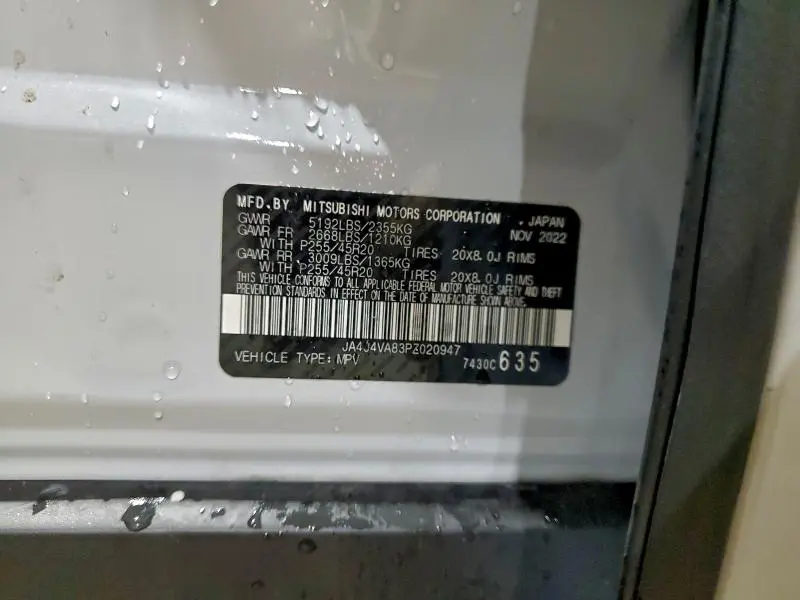 MFD.BY MITSUBISHI MOTORS CORPORATION . JAPAN
GVWR 5192LBS/2355KG NOV 2022
GAWR FR 2668LBS/1210KG
WITH P255/45R20 TIRES 20X8.0J RIMS
GAWR RR 3009LBS/1365KG
WITH P255/45R20 TIRES 20X8.0J RIMS
THIS VEHICLE CONFORMS TO ALL APPLICABLE FEDERAL MOTOR VEHICLE SAFETY AND THEFT
PREVENTION STANDARDS IN EFFECT ON THE DATE OF MANUFACTURE SHOWN ABOVE.
JA4J4VA83PZ020947
VEHICLE TYPE: MPV 7430C635